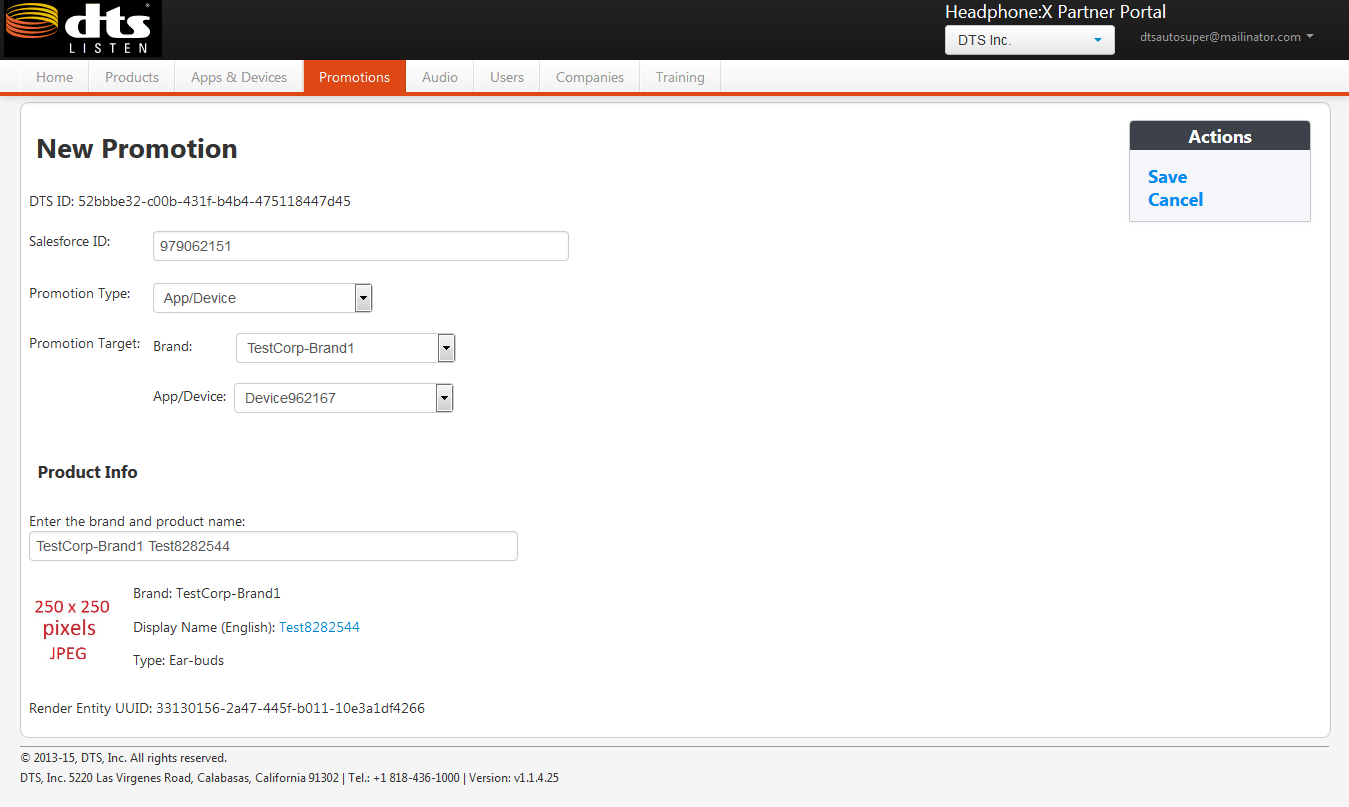 dts
LISTEN
Headphone:X Partner Portal
DTS Inc.
dtsautosuper@mailinator.com
Home Products Apps & Devices Promotions Audio Users Companies Training
New Promotion
Actions
Save
Cancel
DTS ID: 52bbbe32-c00b-431f-b4b4-475118447d45
Salesforce ID: 979062151
Promotion Type: App/Device
Promotion Target: Brand: TestCorp-Brand1
App/Device: Device962167
Product Info
Enter the brand and product name:
TestCorp-Brand1 Test8282544
250 x 250
pixels
JPEG
Brand: TestCorp-Brand1
Display Name (English): Test8282544
Type: Ear-buds
Render Entity UUID: 33130156-2a47-445f-b011-10e3a1df4266
© 2013-15, DTS, Inc. All rights reserved.
DTS, Inc. 5220 Las Virgenes Road, Calabasas, California 91302 | Tel.: +1 818-436-1000 | Version: v1.1.4.25